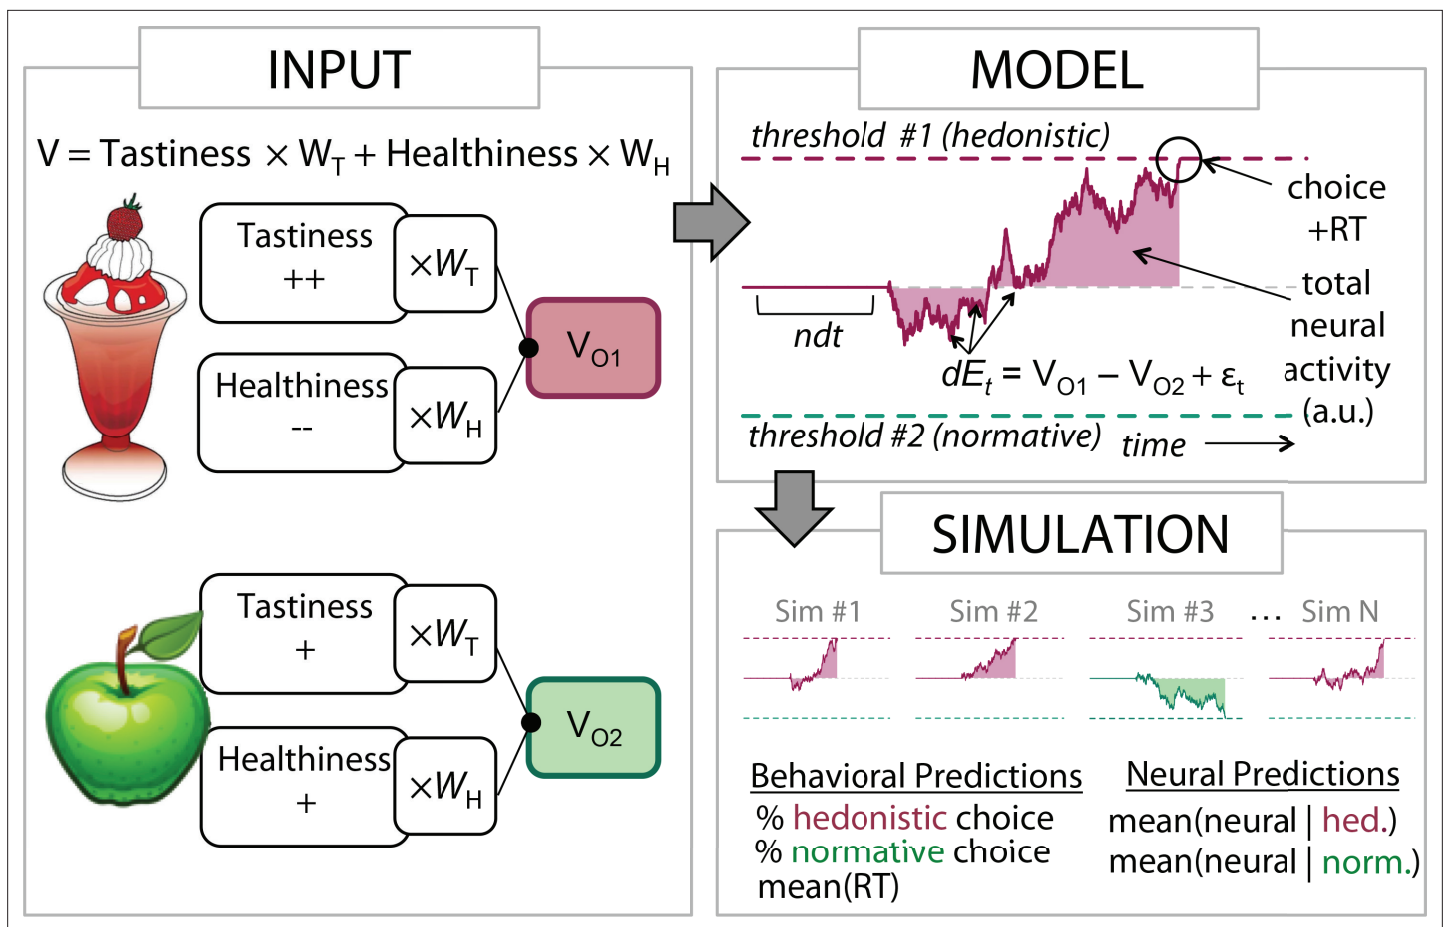 INPUT
V = Tastiness × W_T + Healthiness × W_H
Tastiness
++
×W_T
Healthiness
--
×W_H
V_O1
Tastiness
+
×W_T
Healthiness
+
×W_H
V_O2
MODEL
threshold #1 (hedonistic)
choice
+RT
total
neural
activity
(a.u.)
ndt
dE_t = V_O1 – V_O2 + ε_t
threshold #2 (normative)
time
SIMULATION
Sim #1
Sim #2
Sim #3
...
Sim N
Behavioral Predictions
% hedonistic choice
% normative choice
mean(RT)
Neural Predictions
mean(neural | hed.)
mean(neural | norm.)